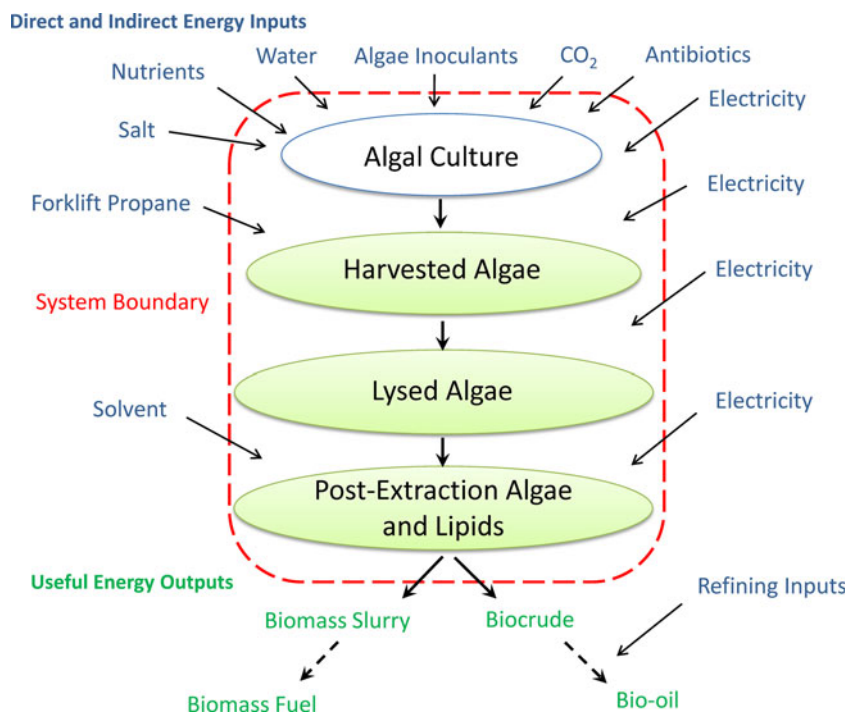 Direct and Indirect Energy Inputs
Water
Algae Inoculants
CO₂
Antibiotics
Nutrients
Electricity
Salt
Algal Culture
Forklift Propane
Electricity
Harvested Algae
Electricity
System Boundary
Lysed Algae
Solvent
Electricity
Post-Extraction Algae
and Lipids
Useful Energy Outputs
Refining Inputs
Biomass Slurry
Biocrude
Biomass Fuel
Bio-oil